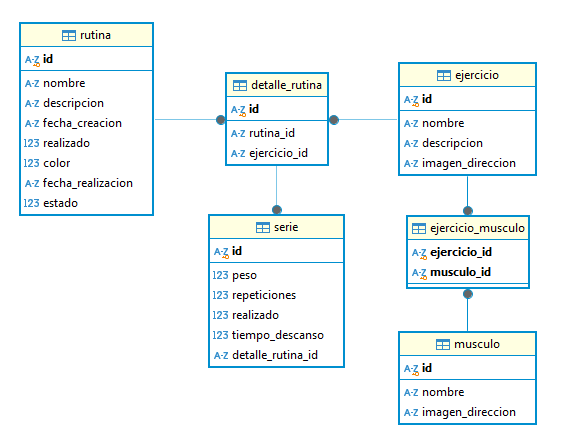 rutina
A-Z id
A-Z nombre
A-Z descripcion
A-Z fecha_creacion
123 realizado
123 color
A-Z fecha_realizacion
123 estado
detalle_rutina
A-Z id
A-Z rutina_id
A-Z ejercicio_id
ejercicio
A-Z id
A-Z nombre
A-Z descripcion
A-Z imagen_direccion
serie
A-Z id
123 peso
123 repeticiones
123 realizado
123 tiempo_descanso
A-Z detalle_rutina_id
ejercicio_musculo
A-Z ejercicio_id
A-Z musculo_id
musculo
A-Z id
A-Z nombre
A-Z imagen_direccion